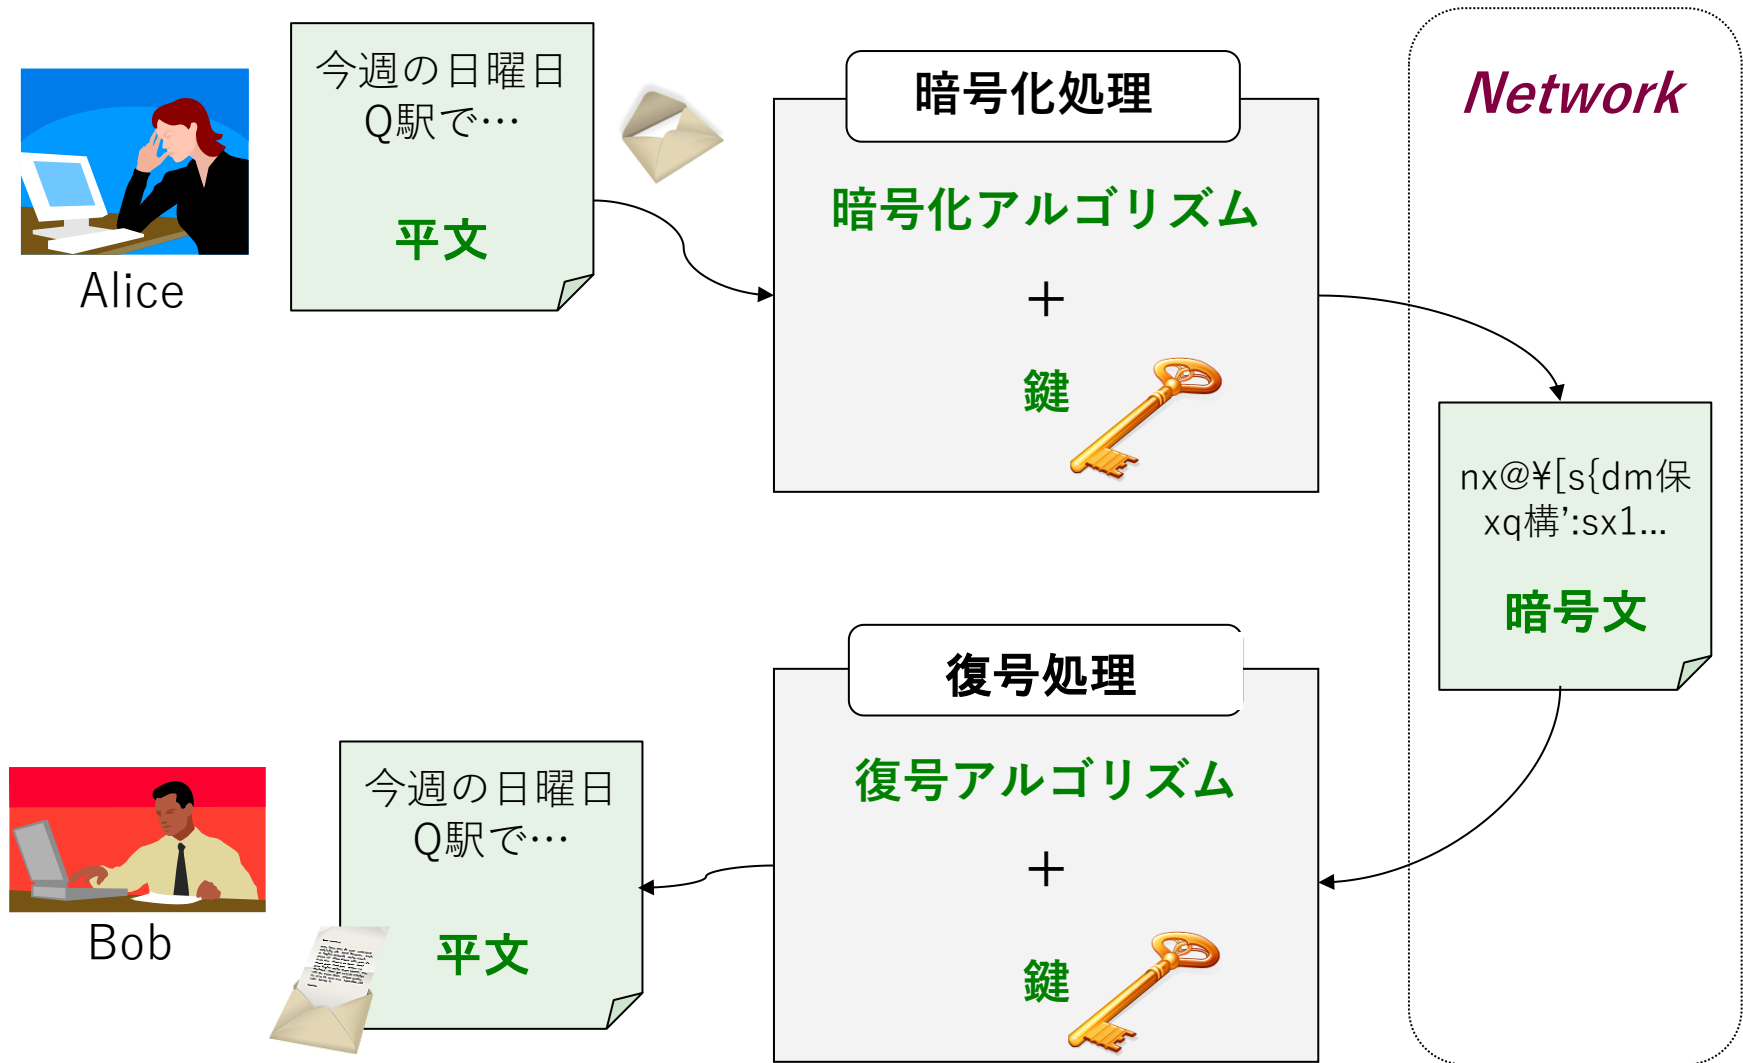 今週の日曜日
Q駅で…
平文
Alice
暗号化処理
暗号化アルゴリズム
＋
鍵
Network
nx@¥[s{dm保
xq構’:sx1...
暗号文
復号処理
復号アルゴリズム
＋
鍵
今週の日曜日
Q駅で…
平文
Bob